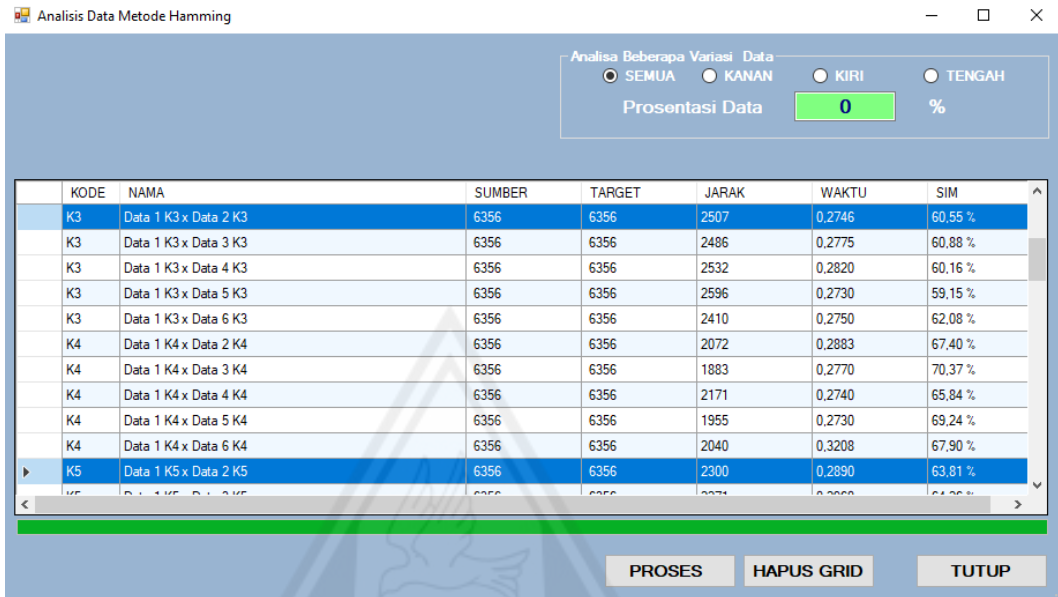 Analisis Data Metode Hamming
Analisa Beberapa Variasi Data
SEMUA KANAN KIRI TENGAH
Prosentasi Data 0 %
KODE NAMA SUMBER TARGET JARAK WAKTU SIM
K3 Data 1 K3 x Data 2 K3 6356 6356 2507 0,2746 60,55 %
K3 Data 1 K3 x Data 3 K3 6356 6356 2486 0,2775 60,88 %
K3 Data 1 K3 x Data 4 K3 6356 6356 2532 0,2820 60,16 %
K3 Data 1 K3 x Data 5 K3 6356 6356 2596 0,2730 59,15 %
K3 Data 1 K3 x Data 6 K3 6356 6356 2410 0,2750 62,08 %
K4 Data 1 K4 x Data 2 K4 6356 6356 2072 0,2883 67,40 %
K4 Data 1 K4 x Data 3 K4 6356 6356 1883 0,2770 70,37 %
K4 Data 1 K4 x Data 4 K4 6356 6356 2171 0,2740 65,84 %
K4 Data 1 K4 x Data 5 K4 6356 6356 1955 0,2730 69,24 %
K4 Data 1 K4 x Data 6 K4 6356 6356 2040 0,3208 67,90 %
K5 Data 1 K5 x Data 2 K5 6356 6356 2300 0,2890 63,81 %
PROSES HAPUS GRID TUTUP